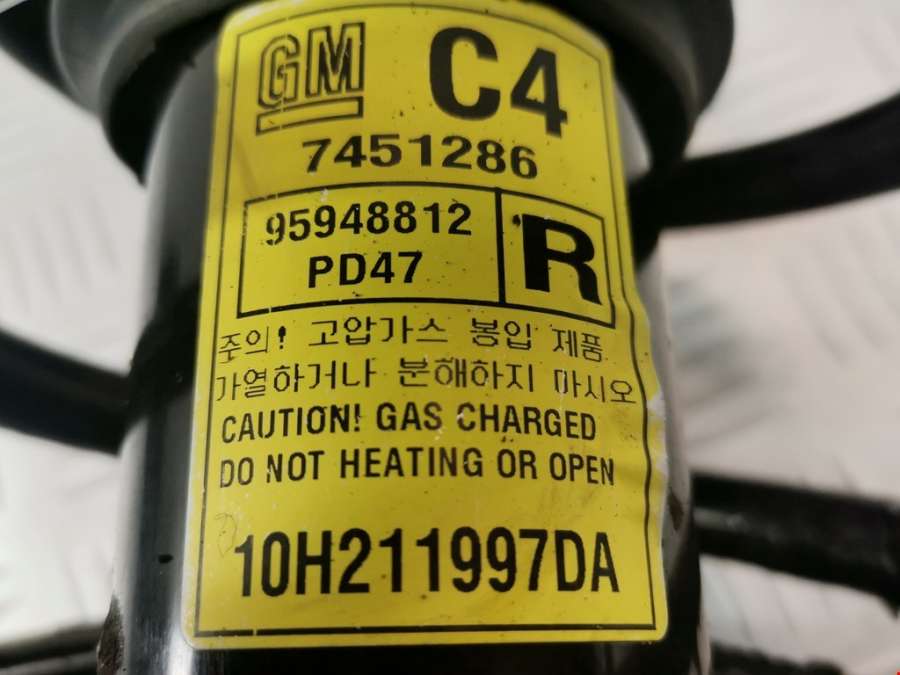 GM C4
7451286
95948812
PD47
R
주의! 고압가스 봉입 제품
가열하거나 분해하지 마시오
CAUTION! GAS CHARGED
DO NOT HEATING OR OPEN
10H211997DA